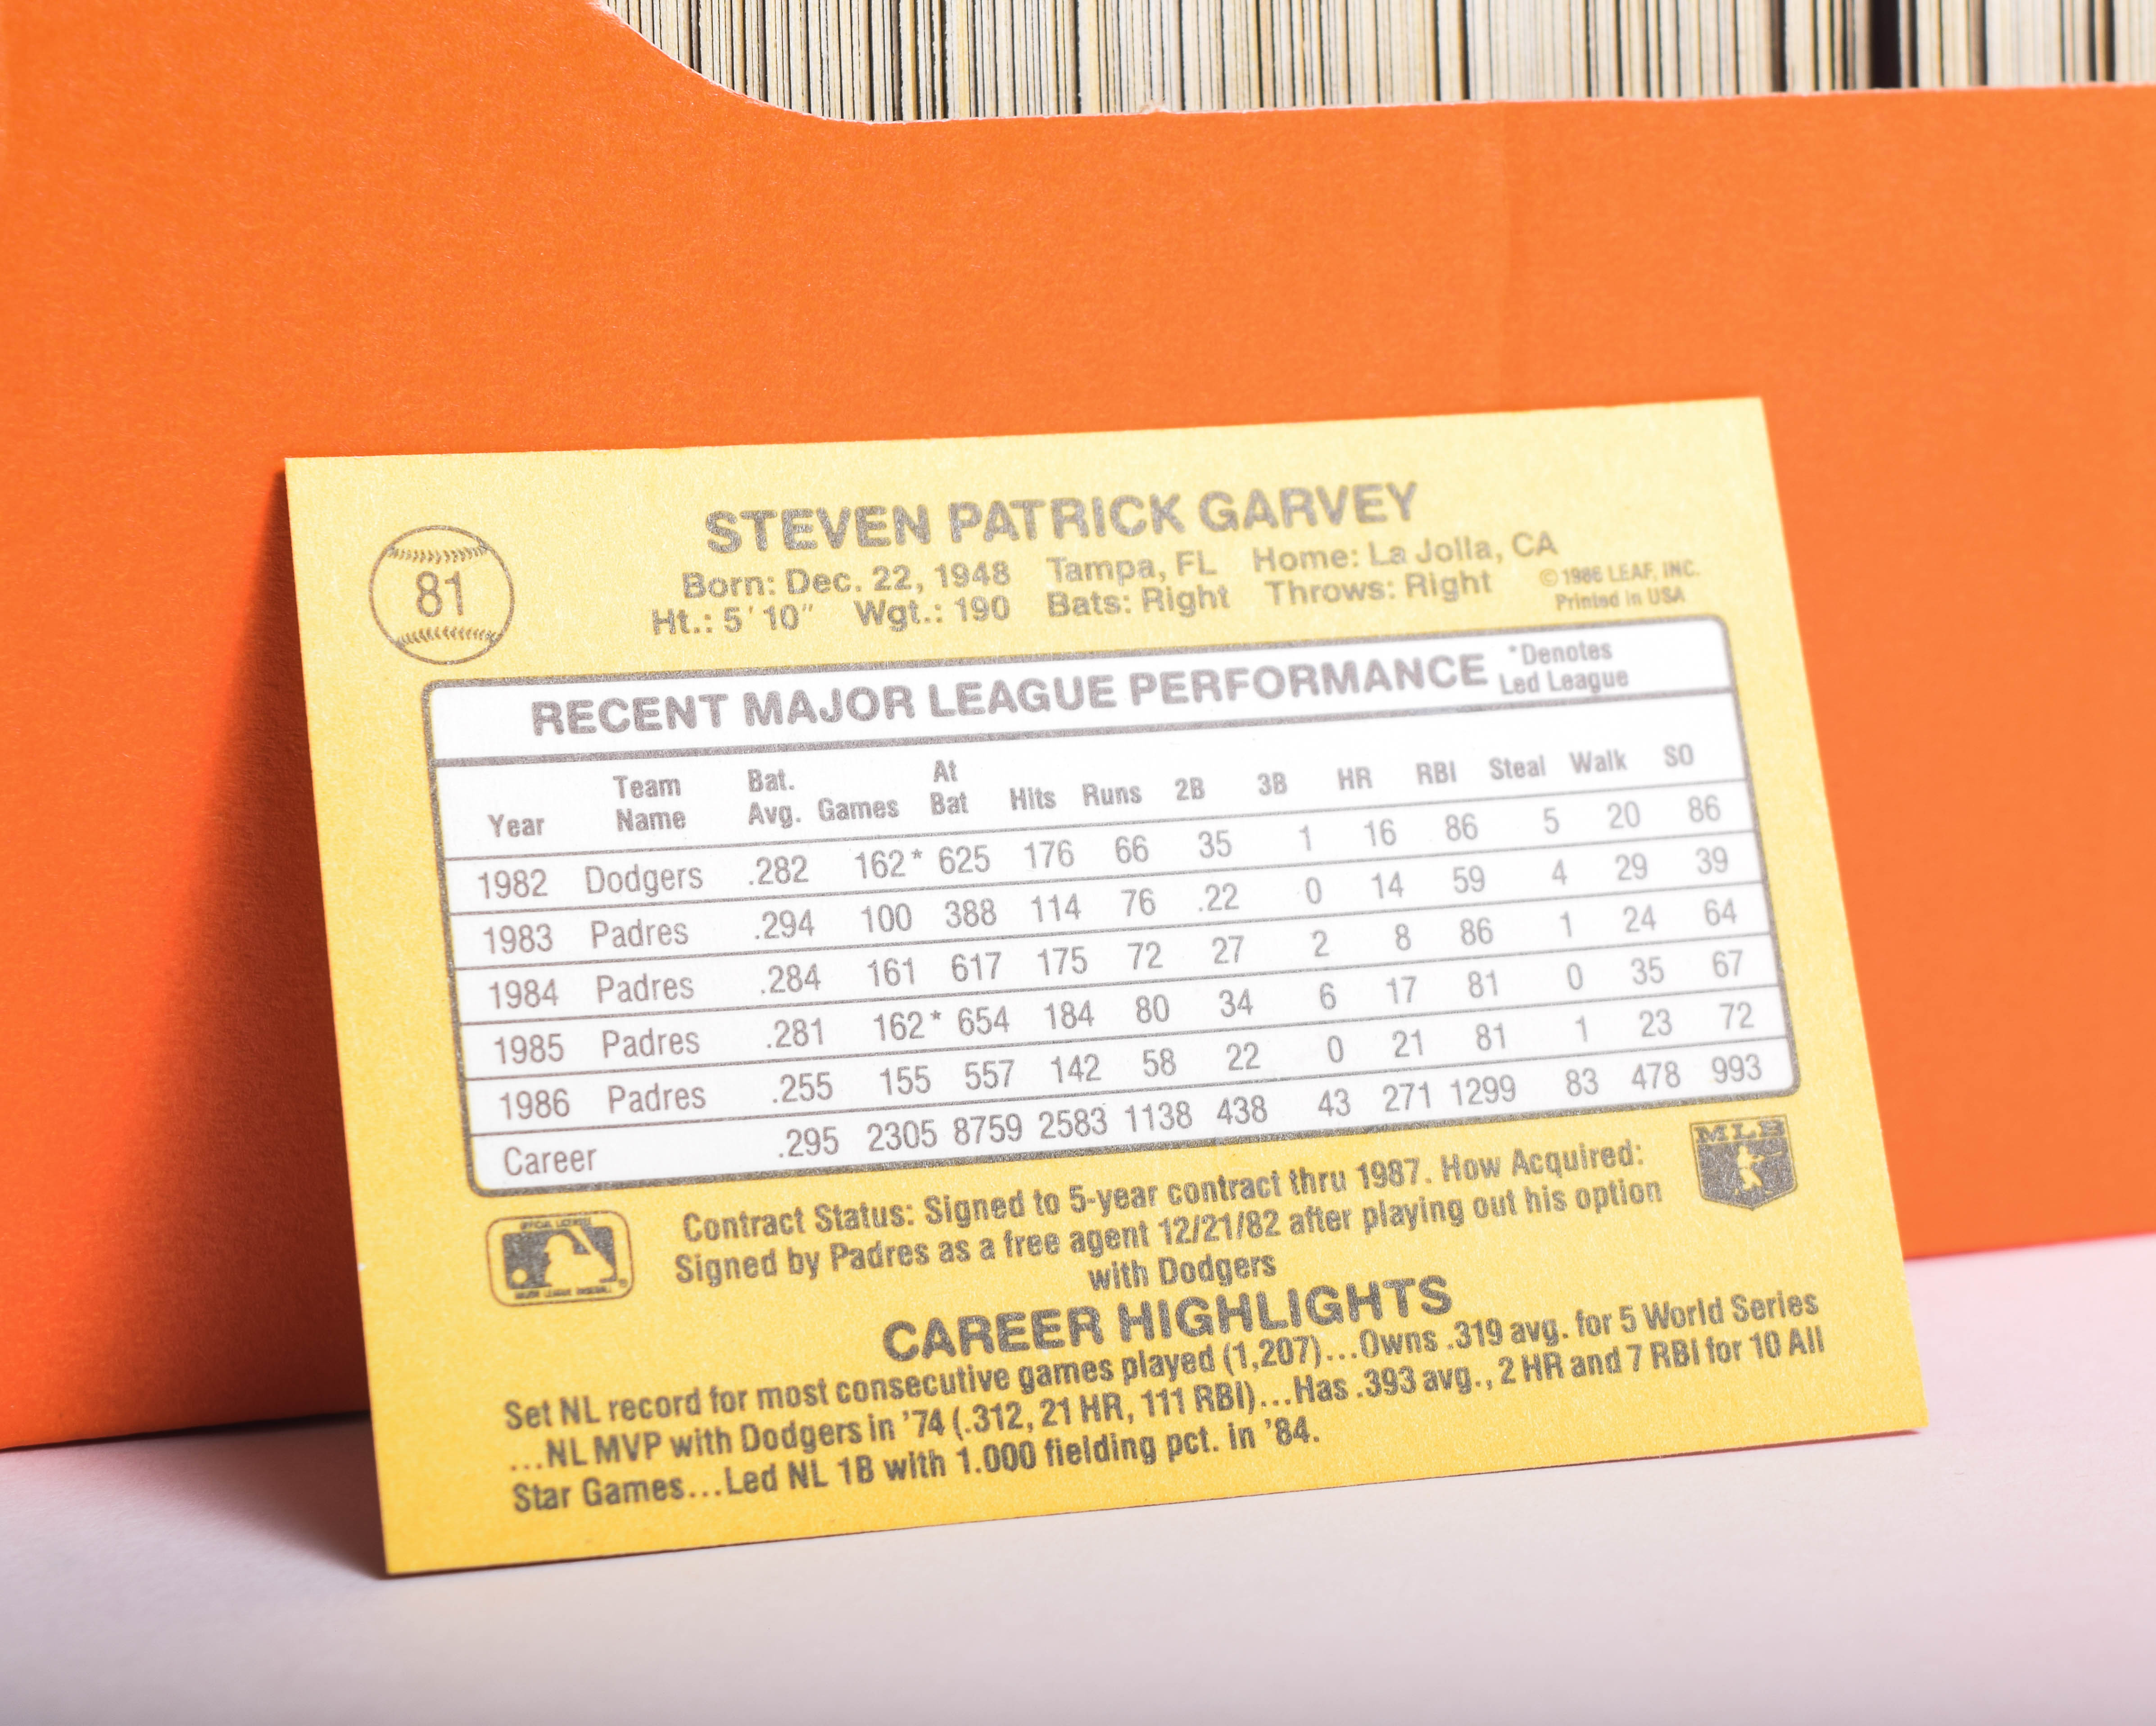 81
STEVEN PATRICK GARVEY
Born: Dec. 22, 1948 Tampa, FL Home: La Jolla, CA
Ht.: 5' 10" Wgt.: 190 Bats: Right Throws: Right
© 1986 LEAF, INC.
Printed in USA
RECENT MAJOR LEAGUE PERFORMANCE
*Denotes
Led League
Year Team Name Bat. Avg. Games At Bat Hits Runs 2B 3B HR RBI Steal Walk SO
1982 Dodgers .282 162* 625 176 66 35 1 16 86 5 20 86
1983 Padres .294 100 388 114 76 .22 0 14 59 4 29 39
1984 Padres .284 161 617 175 72 27 2 8 86 1 24 64
1985 Padres .281 162* 654 184 80 34 6 17 81 0 35 67
1986 Padres .255 155 557 142 58 22 0 21 81 1 23 72
Career .295 2305 8759 2583 1138 438 43 271 1299 83 478 993
MLB
Contract Status: Signed to 5-year contract thru 1987. How Acquired:
Signed by Padres as a free agent 12/21/82 after playing out his option
with Dodgers
MAJOR LEAGUE BASEBALL
CAREER HIGHLIGHTS
Set NL record for most consecutive games played (1,207)...Owns .319 avg. for 5 World Series
...NL MVP with Dodgers in '74 (.312, 21 HR, 111 RBI)...Has .393 avg., 2 HR and 7 RBI for 10 All
Star Games...Led NL 1B with 1.000 fielding pct. in '84.